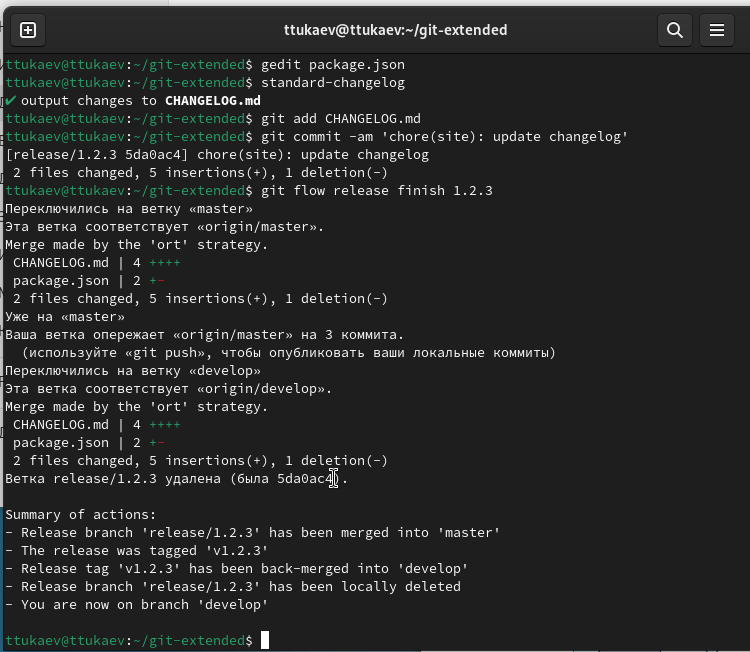 ttukaev@ttukaev:~/git-extended
ttukaev@ttukaev:~/git-extended$ gedit package.json
ttukaev@ttukaev:~/git-extended$ standard-changelog
✔ output changes to CHANGELOG.md
ttukaev@ttukaev:~/git-extended$ git add CHANGELOG.md
ttukaev@ttukaev:~/git-extended$ git commit -am 'chore(site): update changelog'
[release/1.2.3 5da0ac4] chore(site): update changelog
 2 files changed, 5 insertions(+), 1 deletion(-)
ttukaev@ttukaev:~/git-extended$ git flow release finish 1.2.3
Переключились на ветку «master»
Эта ветка соответствует «origin/master».
Merge made by the 'ort' strategy.
 CHANGELOG.md | 4 ++++
 package.json | 2 +-
 2 files changed, 5 insertions(+), 1 deletion(-)
Уже на «master»
Ваша ветка опережает «origin/master» на 3 коммита.
  (используйте «git push», чтобы опубликовать ваши локальные коммиты)
Переключились на ветку «develop»
Эта ветка соответствует «origin/develop».
Merge made by the 'ort' strategy.
 CHANGELOG.md | 4 ++++
 package.json | 2 +-
 2 files changed, 5 insertions(+), 1 deletion(-)
Ветка release/1.2.3 удалена (была 5da0ac4).
Summary of actions:
- Release branch 'release/1.2.3' has been merged into 'master'
- The release was tagged 'v1.2.3'
- Release tag 'v1.2.3' has been back-merged into 'develop'
- Release branch 'release/1.2.3' has been locally deleted
- You are now on branch 'develop'
ttukaev@ttukaev:~/git-extended$